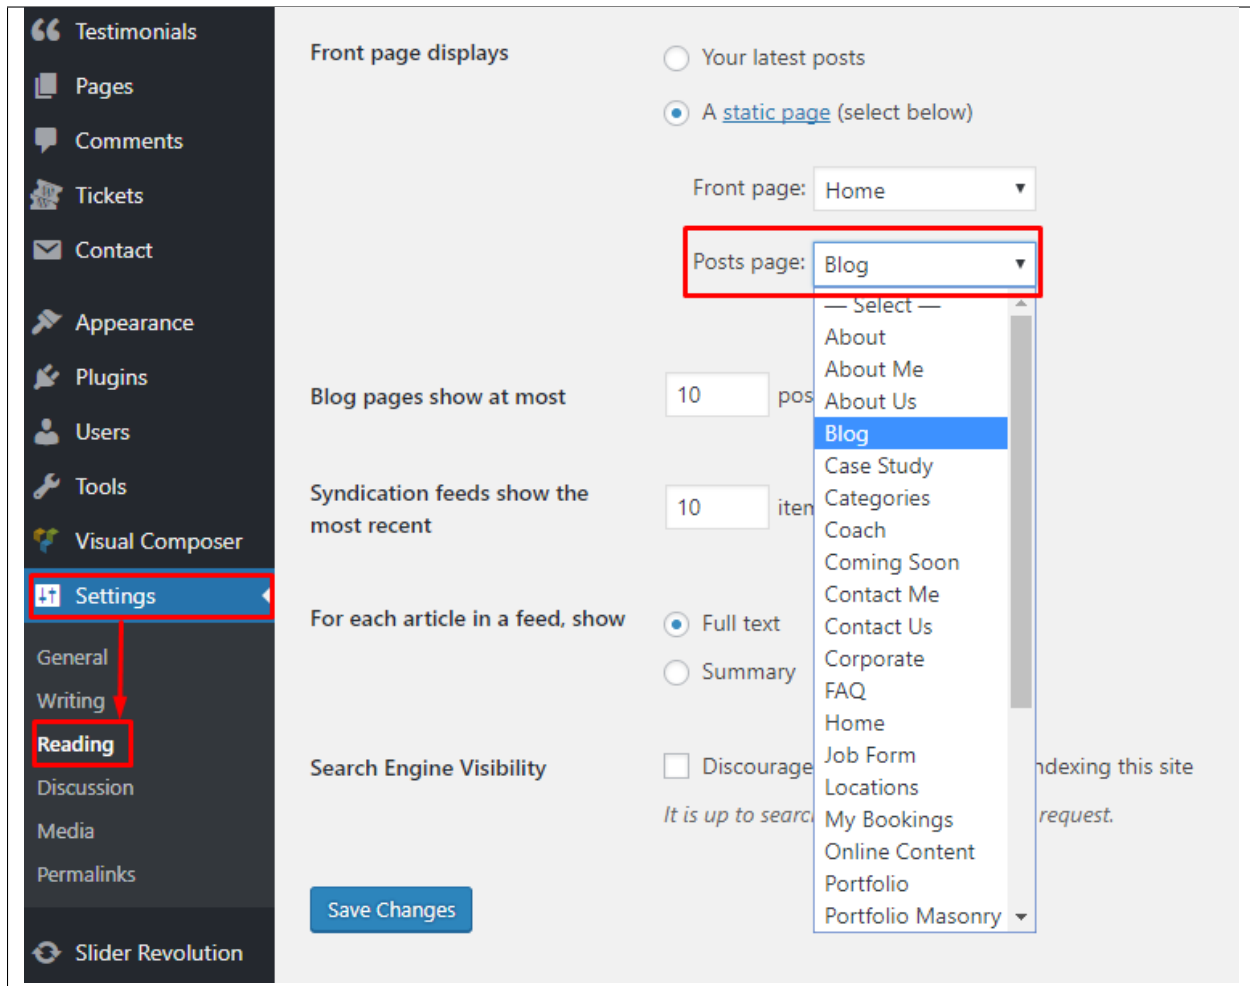 Testimonials
Pages
Comments
Tickets
Contact
Appearance
Plugins
Users
Tools
Visual Composer
Settings
General
Writing
Reading
Discussion
Media
Permalinks
Slider Revolution
Front page displays
Your latest posts
A static page (select below)
Front page: Home
Posts page: Blog
— Select —
About
About Me
About Us
Blog
Case Study
Categories
Coach
Coming Soon
Contact Me
Contact Us
Corporate
FAQ
Home
Job Form
Locations
My Bookings
Online Content
Portfolio
Portfolio Masonry
Blog pages show at most
10 pos
Syndication feeds show the
most recent
10 iten
For each article in a feed, show
Full text
Summary
Search Engine Visibility
Discourage ndexing this site
It is up to searc request.
Save Changes